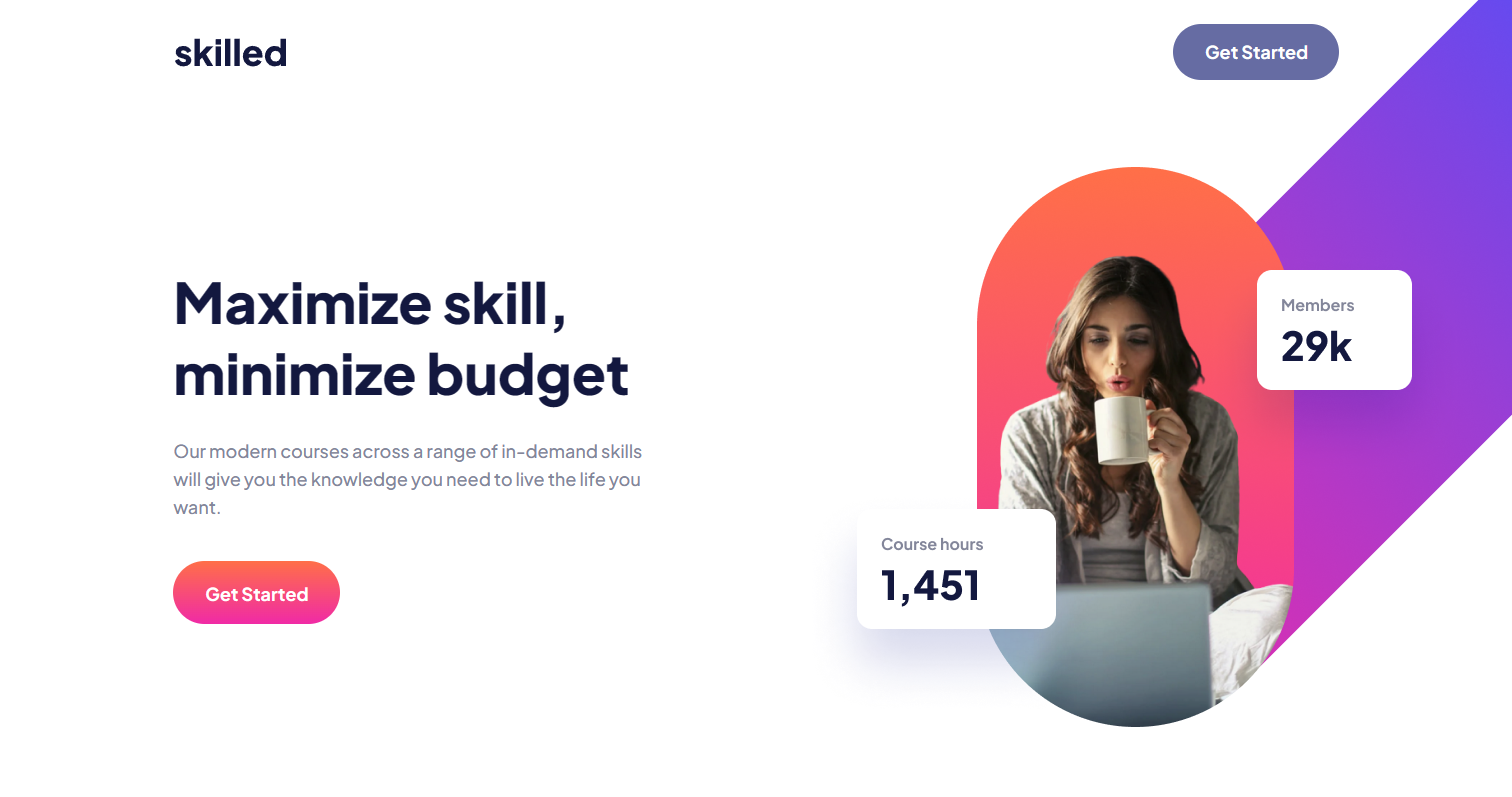 skilled
Get Started
Maximize skill,
minimize budget
Our modern courses across a range of in-demand skills
will give you the knowledge you need to live the life you
want.
Get Started
Members
29k
Course hours
1,451